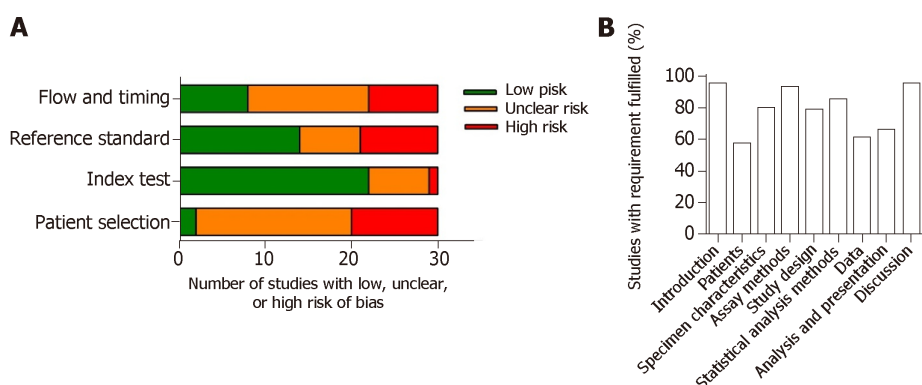 A
Flow and timing
Reference standard
Index test
Patient selection
0 10 20 30
Number of studies with low, unclear,
or high risk of bias
Low pisk
Unclear risk
High risk
B
Studies with requirement fulfilled (%)
100
80
60
40
20
0
Introduction
Patients
Specimen characteristics
Assay methods
Study design
Statistical analysis methods
Data
Analysis and presentation
Discussion